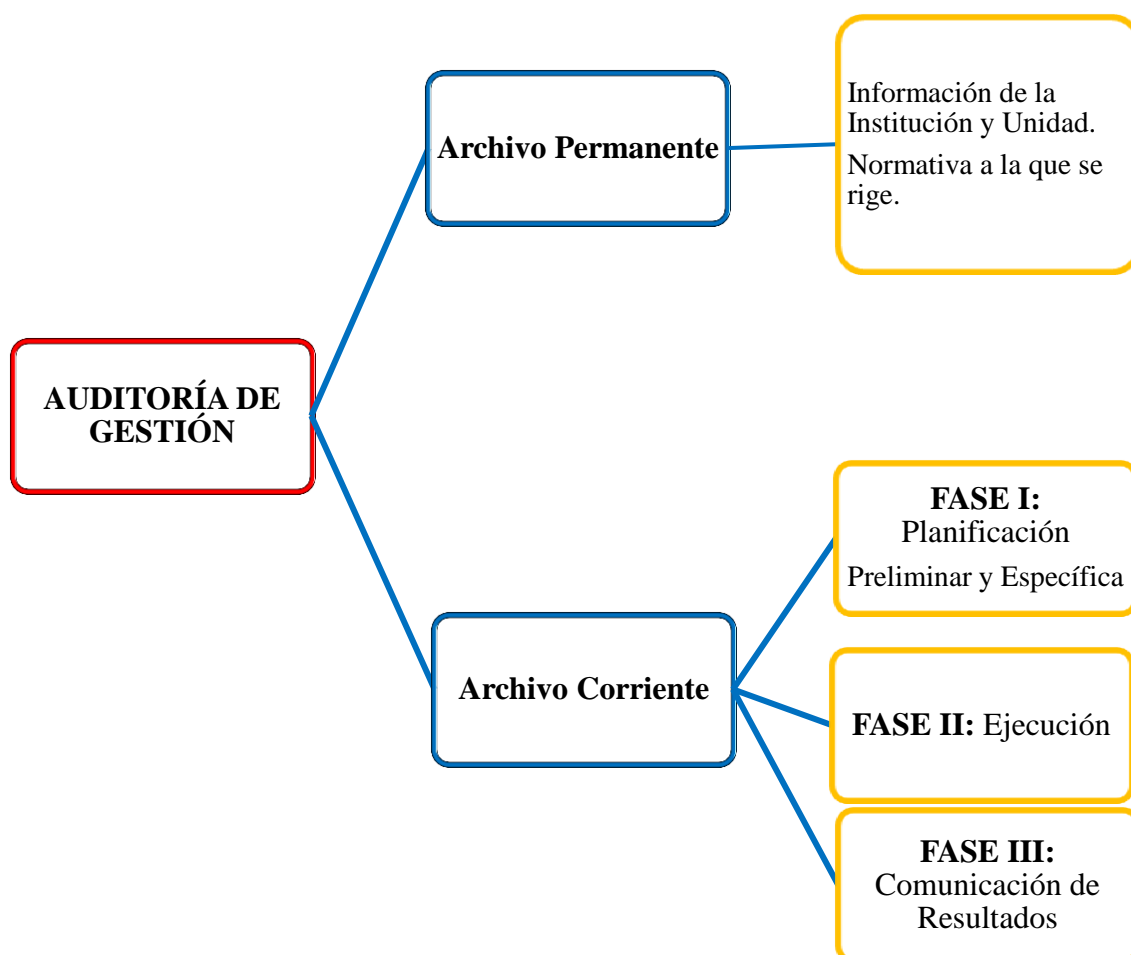 AUDITORÍA DE
GESTIÓN
Archivo Permanente
Información de la
Institución y Unidad.
Normativa a la que se
rige.
Archivo Corriente
FASE I:
Planificación
Preliminar y Específica
FASE II: Ejecución
FASE III:
Comunicación de
Resultados